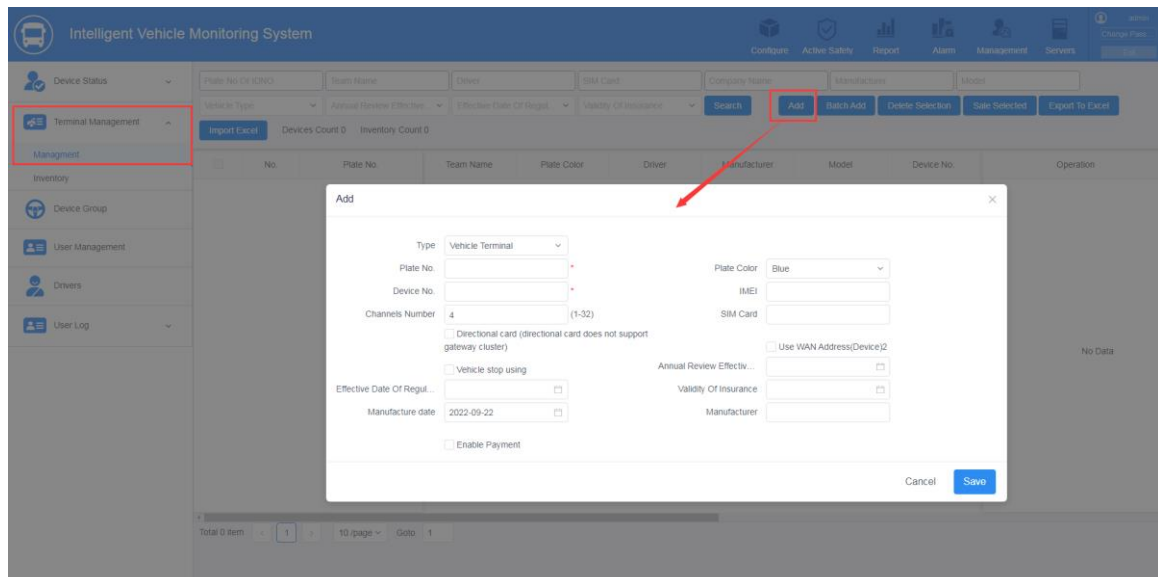 Intelligent Vehicle Monitoring System
Configure Active Safety Report Alarm Management Servers
admin
Change Pass
Exit
Device Status
Terminal Management
Managment
Inventory
Device Group
User Management
Drivers
User Log
Plate No Or IDNO Team Name Driver SIM Card Company Name Manufacturer Model
Vehicle Type Annual Review Effective... Effective Date Of Regul... Validity Of Insurance Search Add Batch Add Delete Selection Sale Selected Export To Excel
Import Excel Devices Count 0 Inventory Count 0
No. Plate No. Team Name Plate Color Driver Manufacturer Model Device No. Operation
Add
Type Vehicle Terminal
Plate No. * Plate Color Blue
Device No. * IMEI
Channels Number 4 (1-32) SIM Card
Directional card (directional card does not support
gateway cluster) Use WAN Address(Device)2
Vehicle stop using Annual Review Effectiv...
Effective Date Of Regul... Validity Of Insurance
Manufacture date 2022-09-22 Manufacturer
Enable Payment
Cancel Save
No Data
Total 0 item 1 10 /page Goto 1